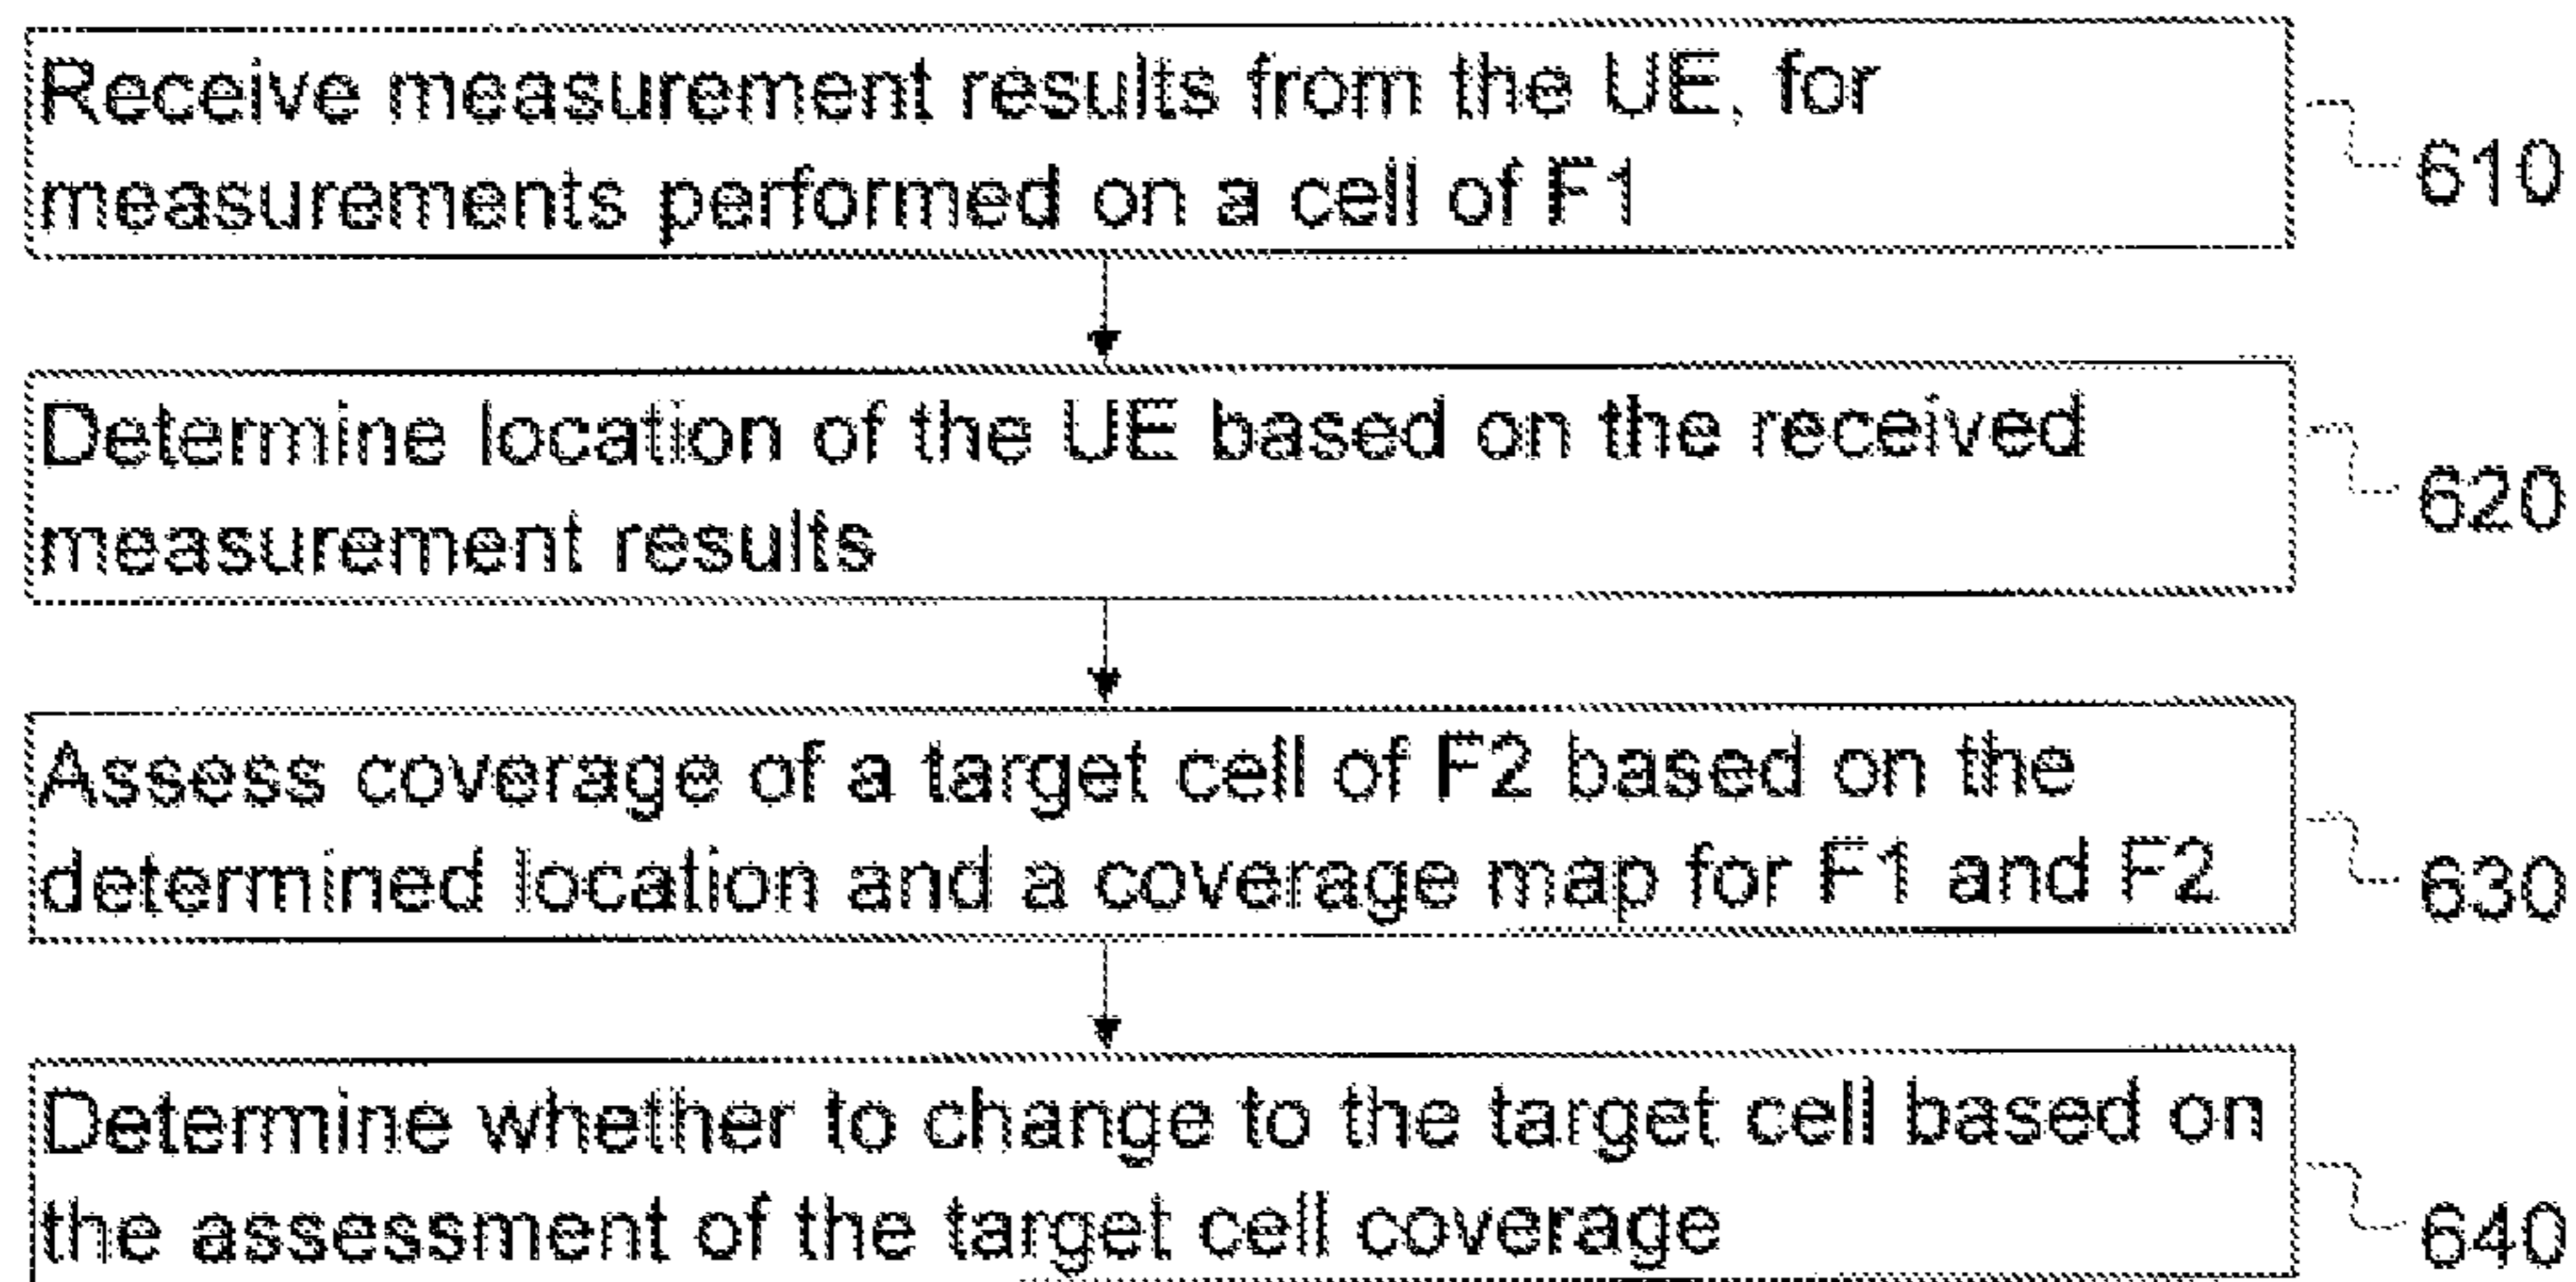 Receive measurement results from the UE, for
measurements performed on a cell of F1
610
Determine location of the UE based on the received
measurement results
620
Assess coverage of a target cell of F2 based on the
determined location and a coverage map for F1 and F2
630
Determine whether to change to the target cell based on
the assessment of the target cell coverage
640